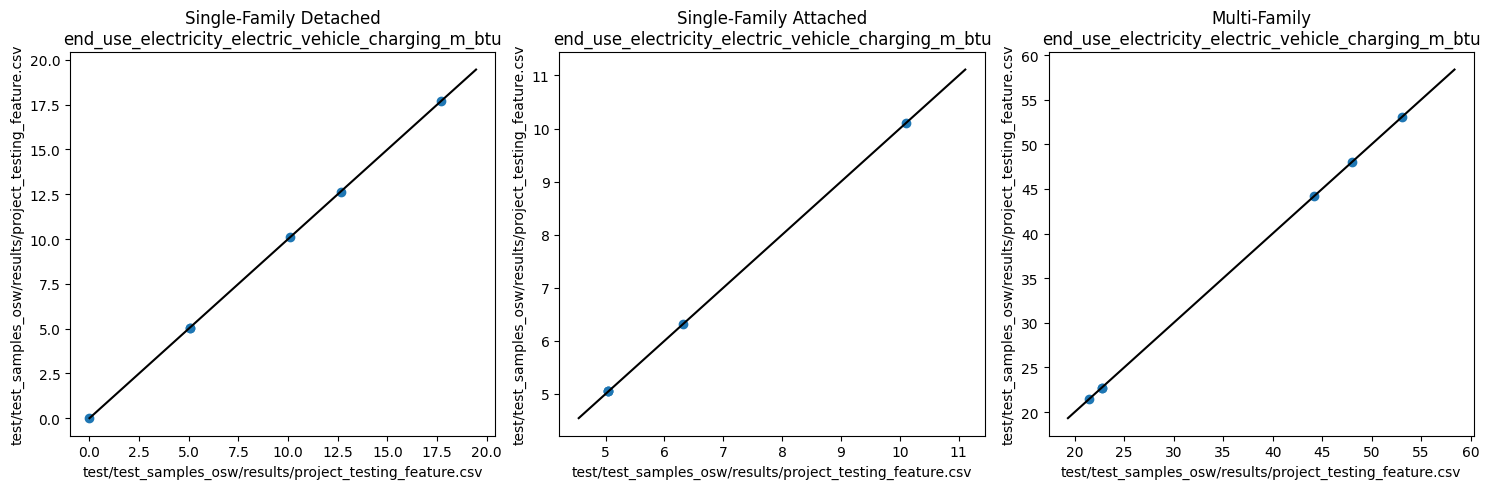 Single-Family Detached
end_use_electricity_electric_vehicle_charging_m_btu
test/test_samples_osw/results/project_testing_feature.csv
20.0
17.5
15.0
12.5
10.0
7.5
5.0
2.5
0.0
0.0 2.5 5.0 7.5 10.0 12.5 15.0 17.5 20.0
test/test_samples_osw/results/project_testing_feature.csv
Single-Family Attached
end_use_electricity_electric_vehicle_charging_m_btu
test/test_samples_osw/results/project_testing_feature.csv
11
10
9
8
7
6
5
5 6 7 8 9 10 11
test/test_samples_osw/results/project_testing_feature.csv
Multi-Family
end_use_electricity_electric_vehicle_charging_m_btu
test/test_samples_osw/results/project_testing_feature.csv
60
55
50
45
40
35
30
25
20
20 25 30 35 40 45 50 55 60
test/test_samples_osw/results/project_testing_feature.csv